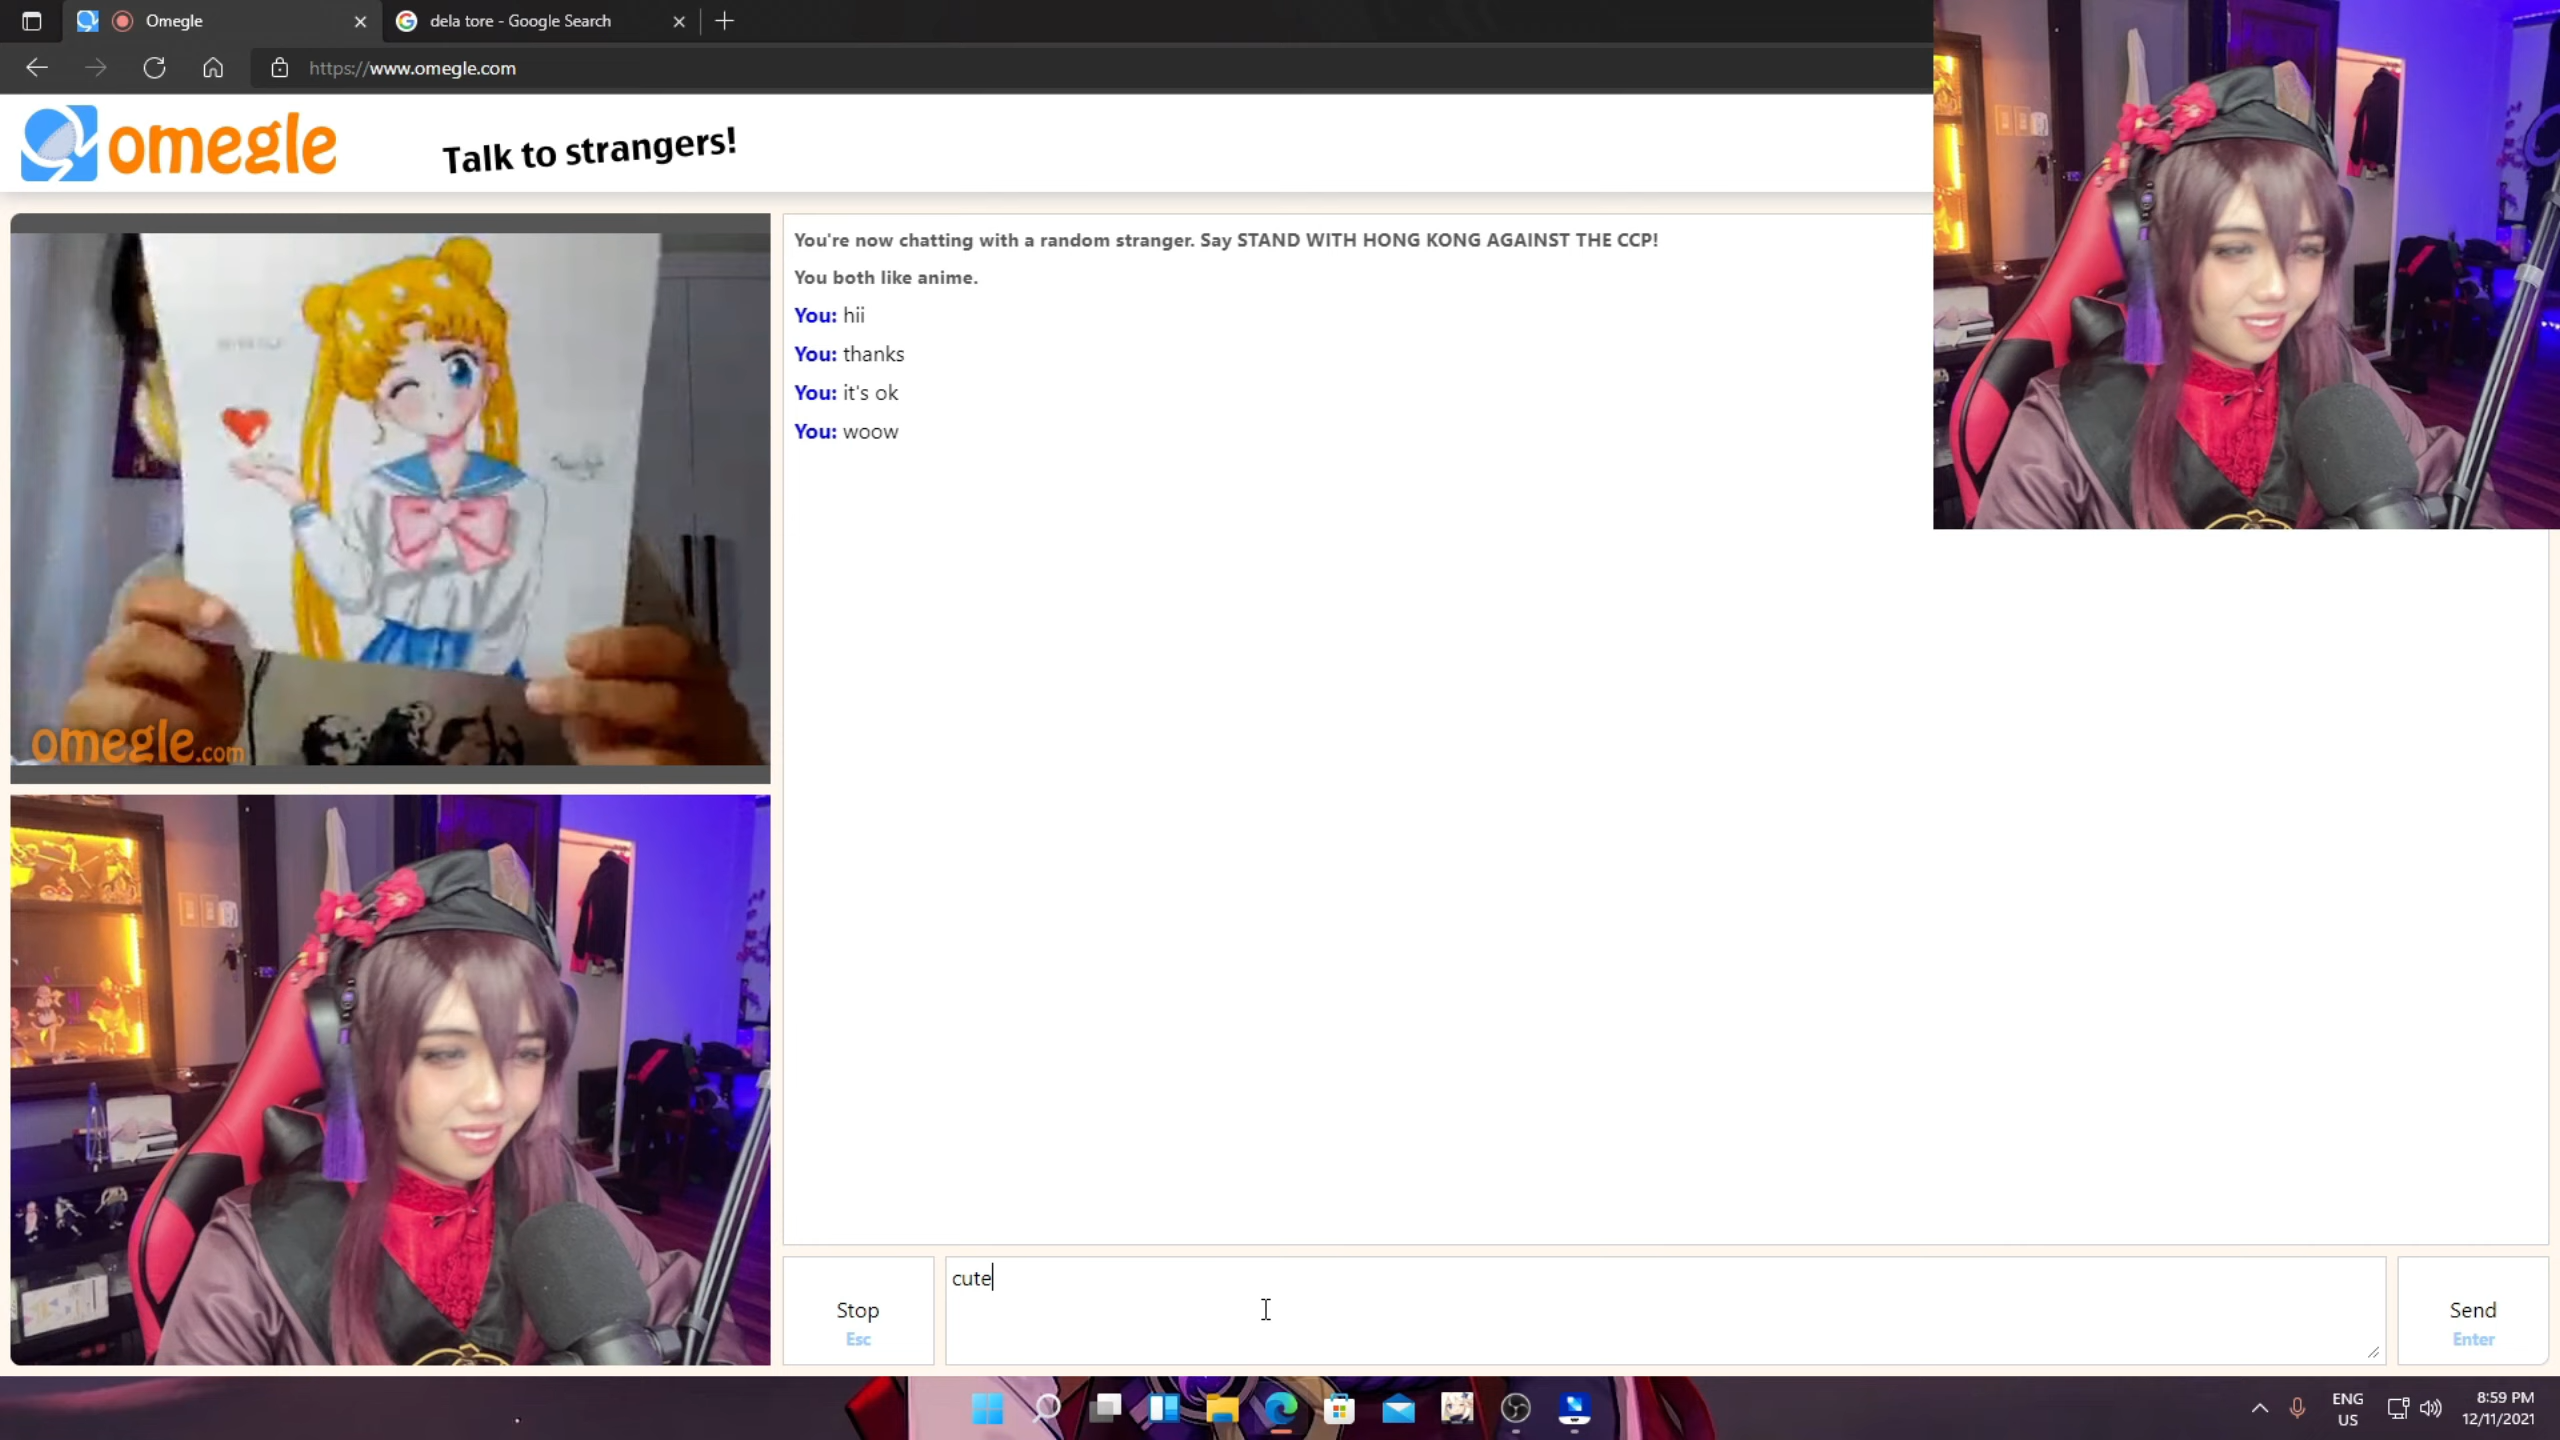 Omegle
dela tore - Google Search
https://www.omegle.com
omegle
Talk to strangers!
You're now chatting with a random stranger. Say STAND WITH HONG KONG AGAINST THE CCP!
You both like anime.
You: hii
You: thanks
You: it's ok
You: woow
omegle.com
Stop
Esc
cute
Send
Enter
ENG
US
8:59 PM
12/11/2021